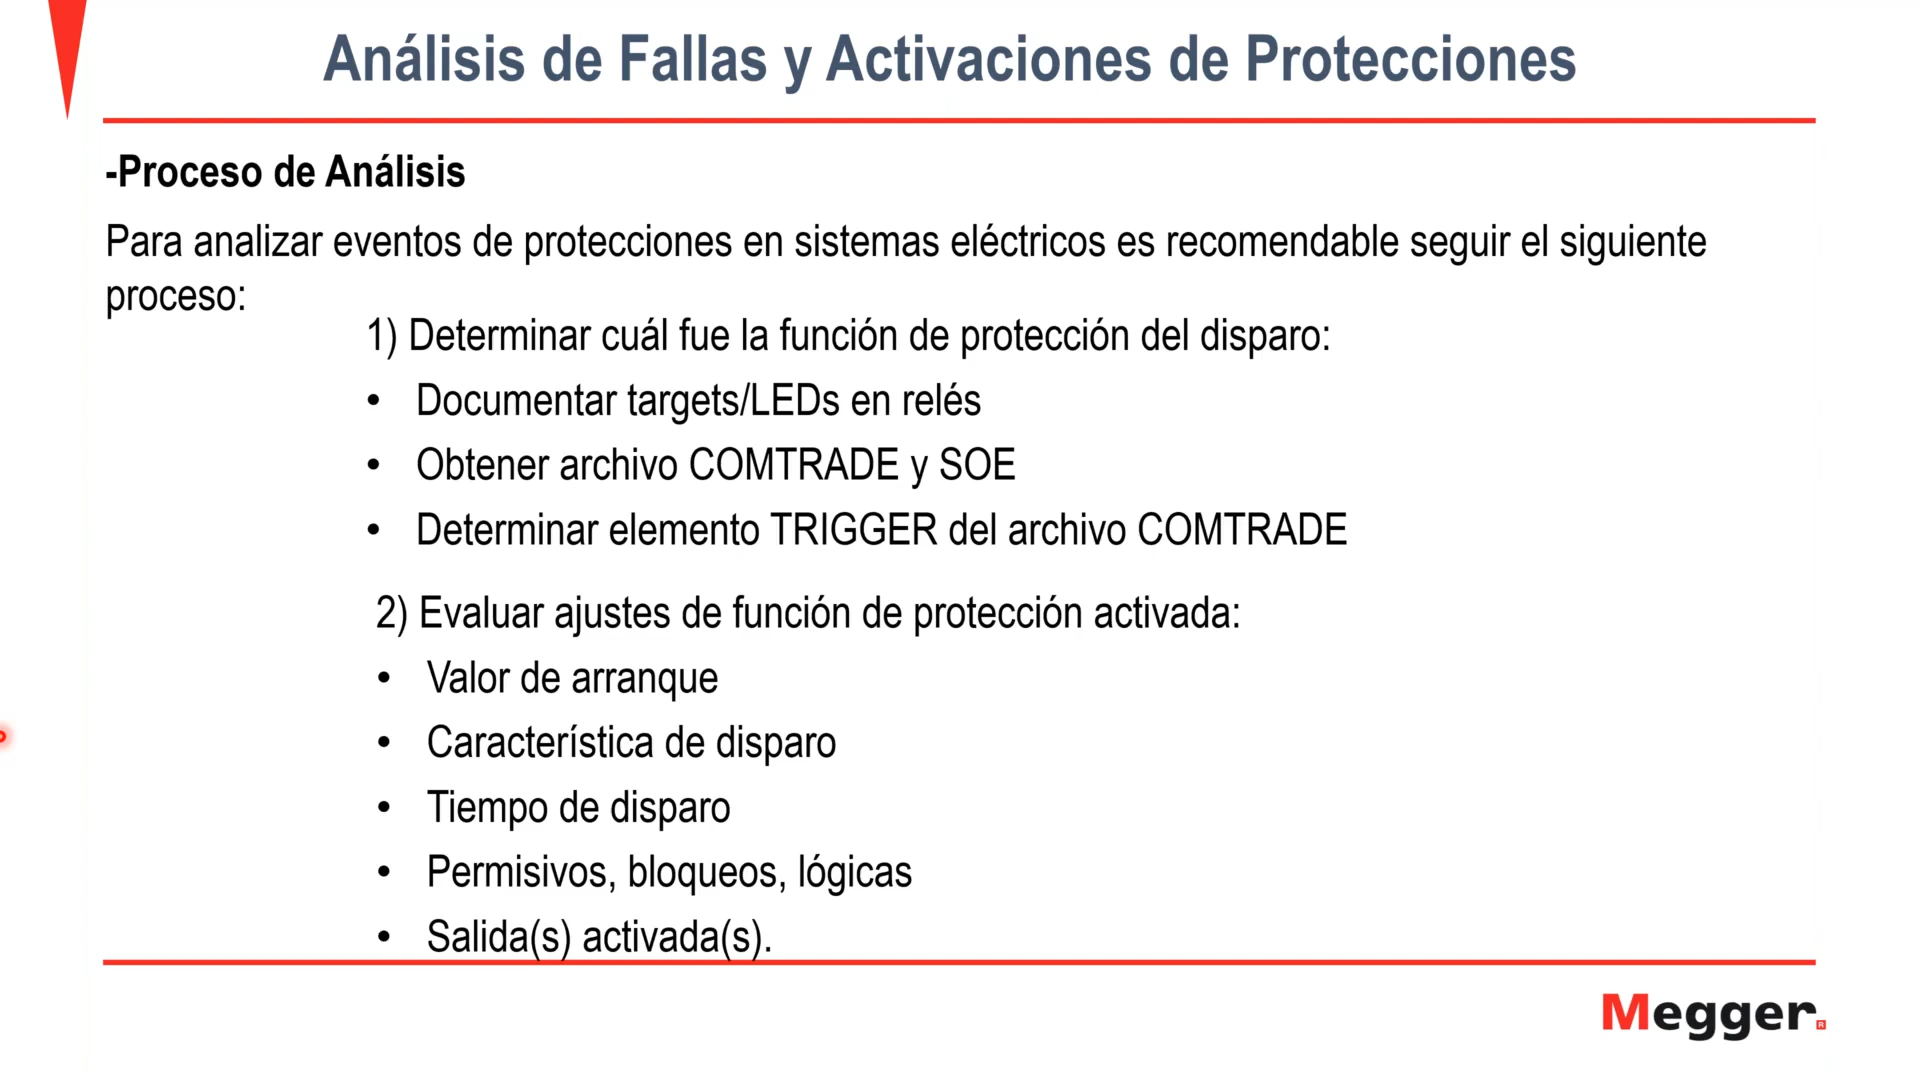 Análisis de Fallas y Activaciones de Protecciones
-Proceso de Análisis
Para analizar eventos de protecciones en sistemas eléctricos es recomendable seguir el siguiente
proceso:
1) Determinar cuál fue la función de protección del disparo:
• Documentar targets/LEDs en relés
• Obtener archivo COMTRADE y SOE
• Determinar elemento TRIGGER del archivo COMTRADE
2) Evaluar ajustes de función de protección activada:
• Valor de arranque
• Característica de disparo
• Tiempo de disparo
• Permisivos, bloqueos, lógicas
• Salida(s) activada(s).
Megger®